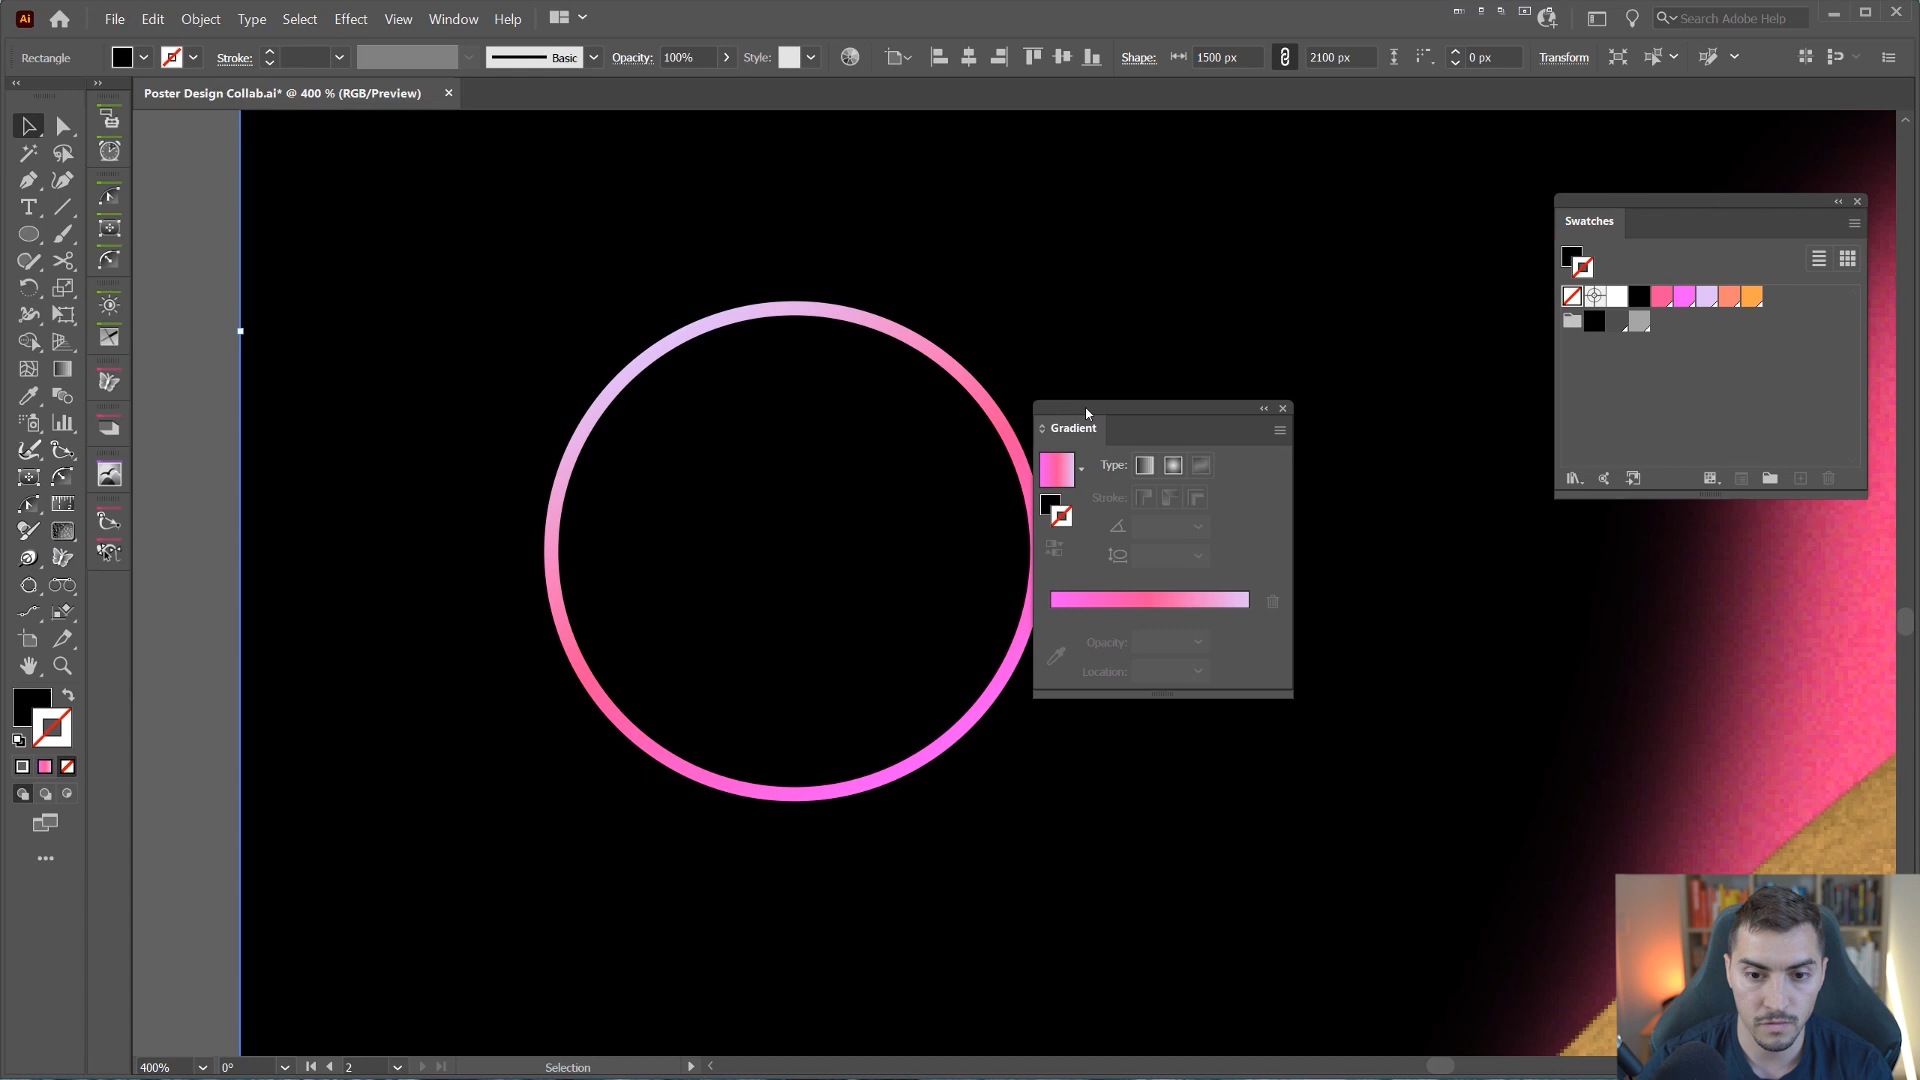 Ai File Edit Object Type Select Effect View Window Help Search Adobe Help
Rectangle Stroke: Basic Opacity: 100% Style: Shape: 1500 px 2100 px 0 px Transform
Poster Design Collab.ai* @ 400 % (RGB/Preview)
Swatches
Gradient
Type:
Stroke:
Opacity:
Location:
400% 0° 2 Selection